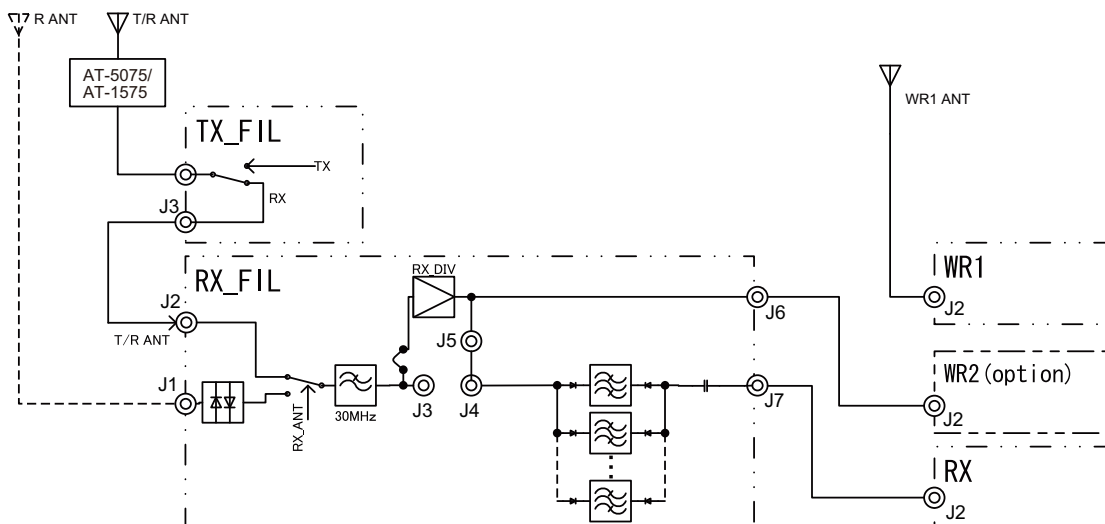 R ANT
T/R ANT
AT-5075/
AT-1575
WR1 ANT
TX_FIL
TX
RX
J3
RX_FIL
RX_DIV
WR1
J2
J6
J2
J5
T/R ANT
WR2(option)
J1
J3
J4
J7
30MHz
J2
RX_ANT
RX
J2